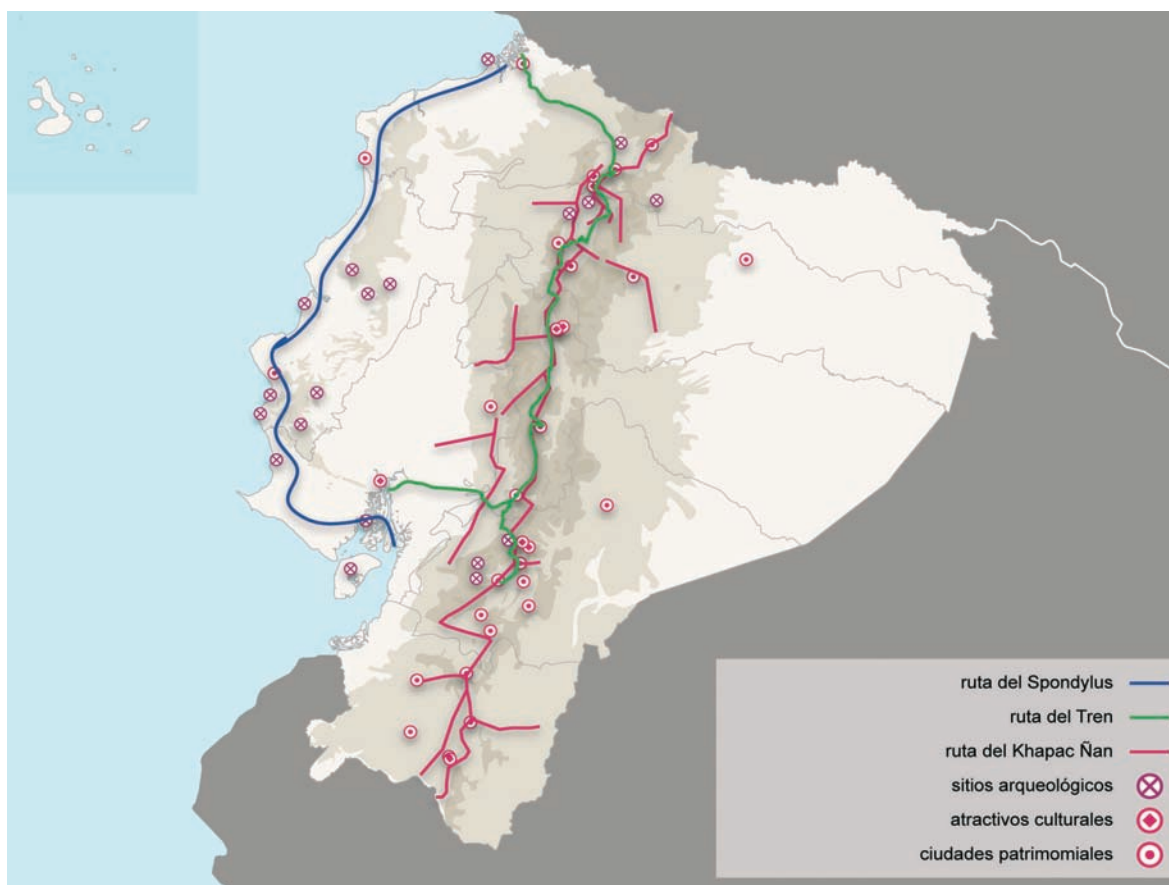 ruta del Spondylus
ruta del Tren
ruta del Khapac Ñan
sitios arqueológicos
atractivos culturales
ciudades patrimomiales